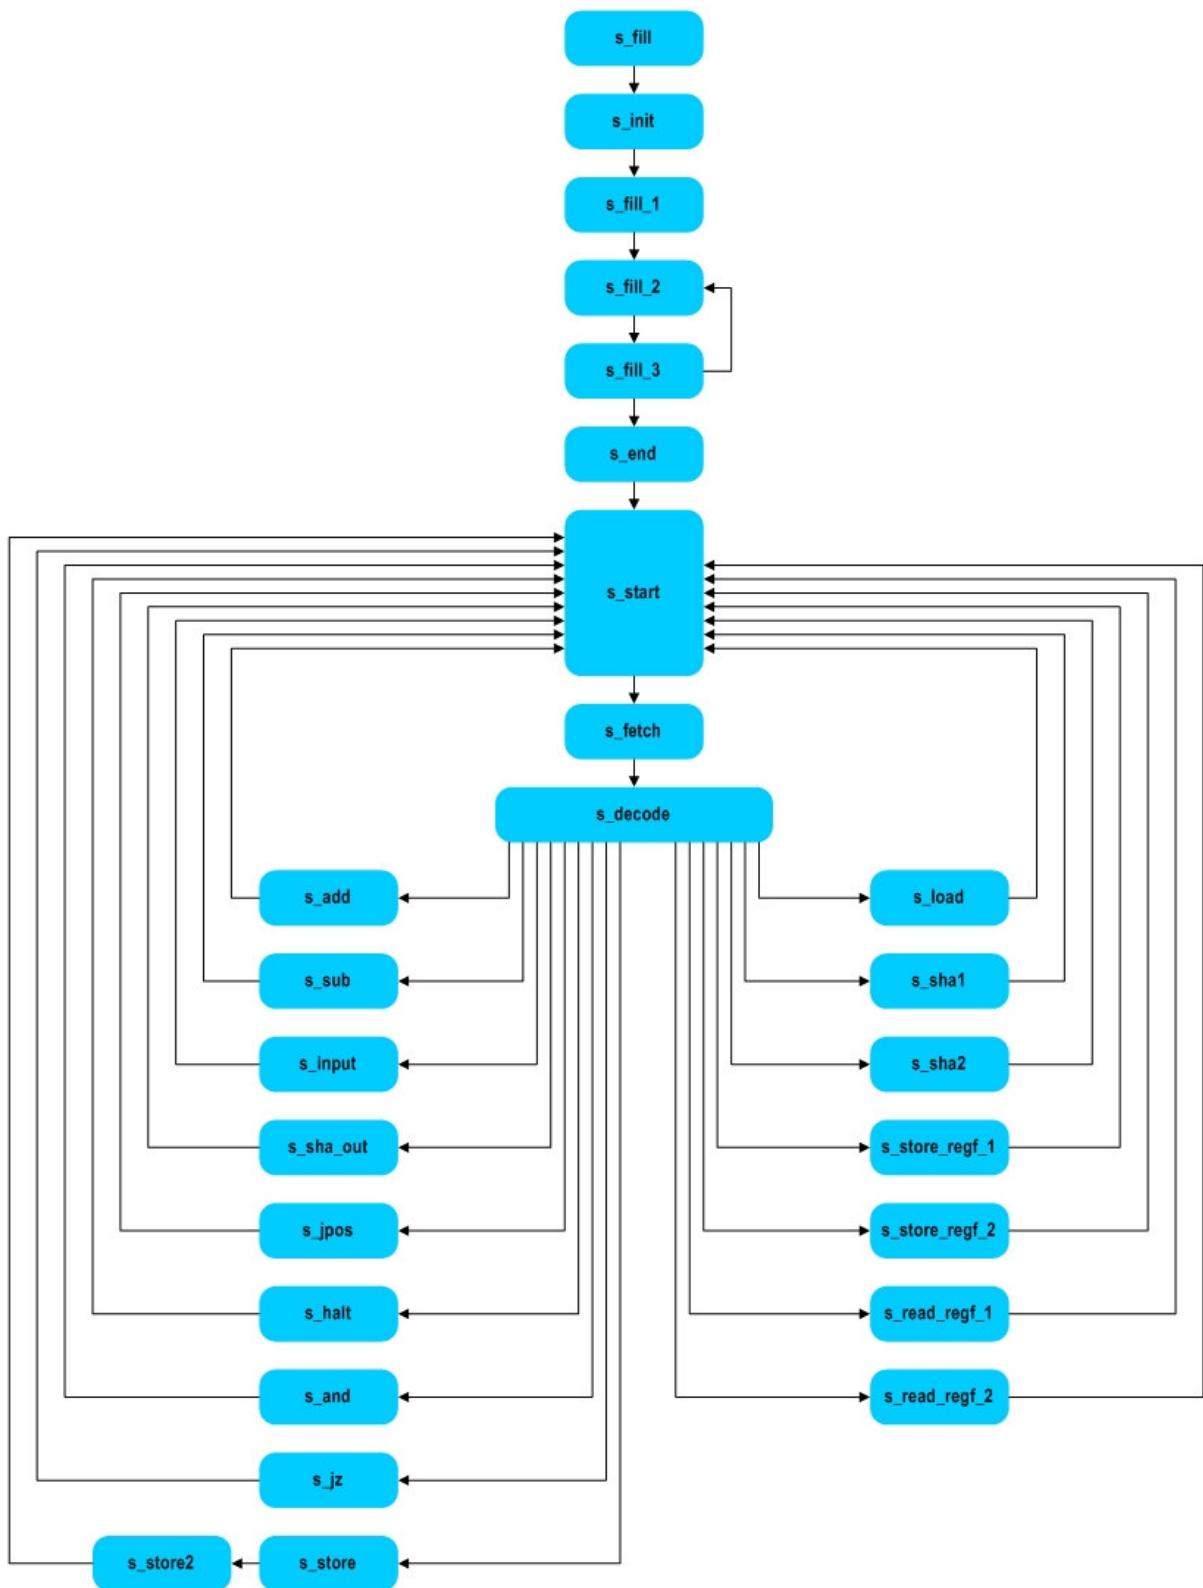 s_fill
s_init
s_fill_1
s_fill_2
s_fill_3
s_end
s_start
s_fetch
s_decode
s_add
s_load
s_sub
s_sha1
s_input
s_sha2
s_sha_out
s_store_regf_1
s_jpos
s_store_regf_2
s_halt
s_read_regf_1
s_and
s_read_regf_2
s_jz
s_store2
s_store